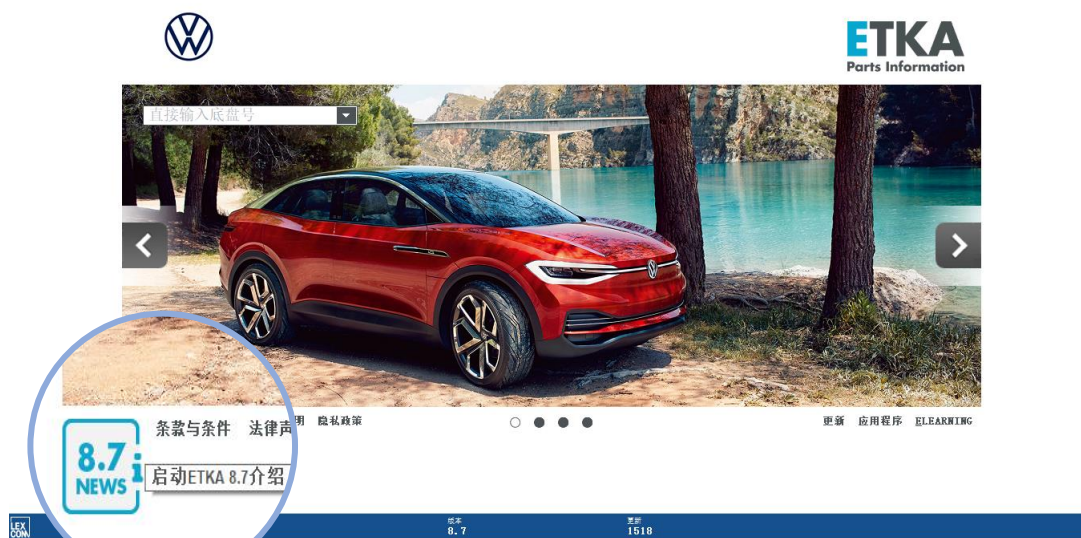 ETKA
Parts Information
直接输入底盘号
条款与条件 法律声明 隐私政策
更新 应用程序 ELEARNING
8.7
NEWS
启动ETKA 8.7介绍
LEX
COM
版本
8.7
更新
1518